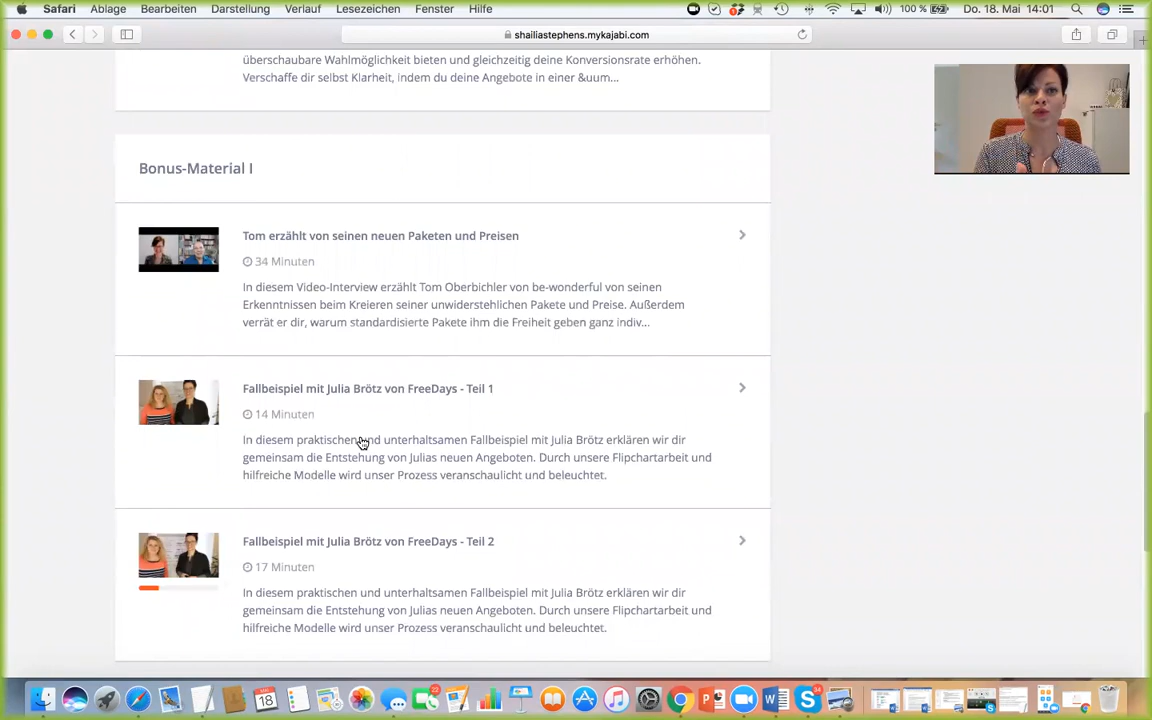 Safari Ablage Bearbeiten Darstellung Verlauf Lesezeichen Fenster Hilfe 100 % Do. 18. Mai 14:01
shailiastephens.mykajabi.com
überschaubare Wahlmöglichkeit bieten und gleichzeitig deine Konversionsrate erhöhen.
Verschaffe dir selbst Klarheit, indem du deine Angebote in einer &uum...
Bonus-Material I
Tom erzählt von seinen neuen Paketen und Preisen
34 Minuten
In diesem Video-Interview erzählt Tom Oberbichler von be-wonderful von seinen
Erkenntnissen beim Kreieren seiner unwiderstehlichen Pakete und Preise. Außerdem
verrät er dir, warum standardisierte Pakete ihm die Freiheit geben ganz indiv...
Fallbeispiel mit Julia Brötz von FreeDays - Teil 1
14 Minuten
In diesem praktischen und unterhaltsamen Fallbeispiel mit Julia Brötz erklären wir dir
gemeinsam die Entstehung von Julias neuen Angeboten. Durch unsere Flipchartarbeit und
hilfreiche Modelle wird unser Prozess veranschaulicht und beleuchtet.
Fallbeispiel mit Julia Brötz von FreeDays - Teil 2
17 Minuten
In diesem praktischen und unterhaltsamen Fallbeispiel mit Julia Brötz erklären wir dir
gemeinsam die Entstehung von Julias neuen Angeboten. Durch unsere Flipchartarbeit und
hilfreiche Modelle wird unser Prozess veranschaulicht und beleuchtet.
18 22 34